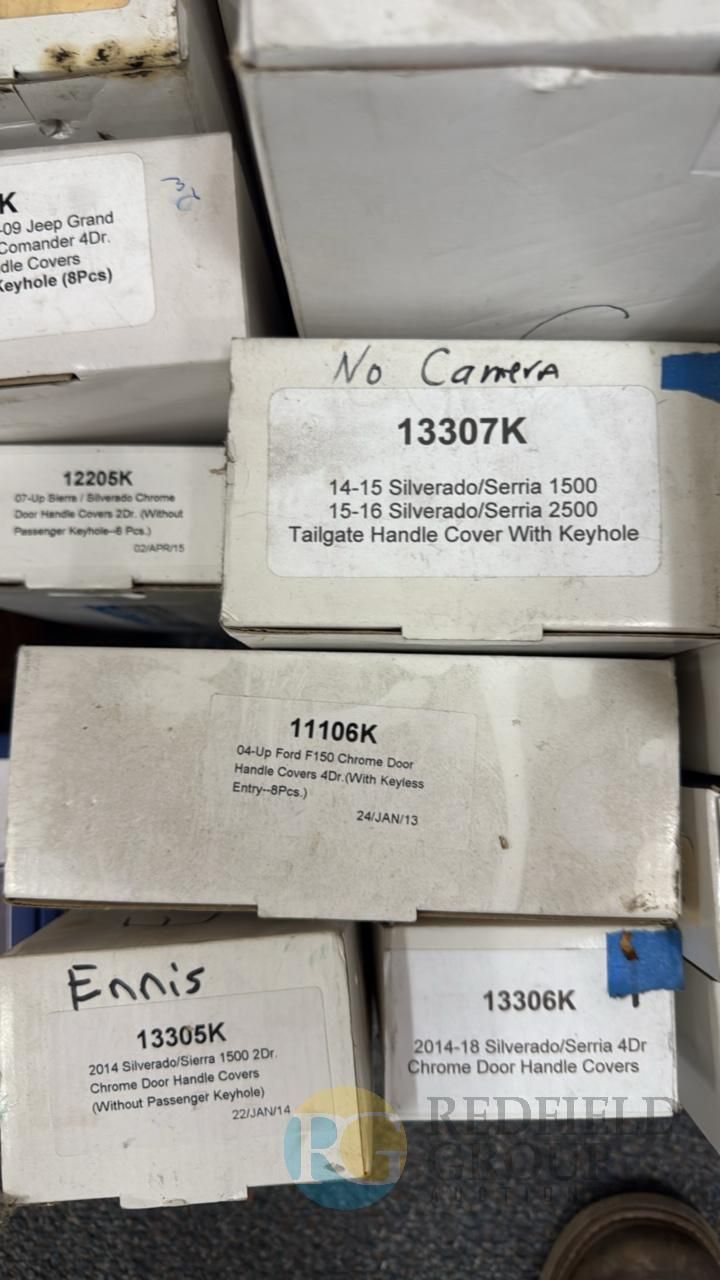 K
-09 Jeep Grand
Comander 4Dr.
dle Covers
Keyhole (8Pcs)
No Camera
13307K
14-15 Silverado/Serria 1500
15-16 Silverado/Serria 2500
Tailgate Handle Cover With Keyhole
12205K
07-Up Sierra / Silverado Chrome
Door Handle Covers 2Dr. (Without
Passenger Keyhole--6 Pcs.)
02/APR/15
11106K
04-Up Ford F150 Chrome Door
Handle Covers 4Dr.(With Keyless
Entry--8Pcs.)
24/JAN/13
Ennis
13305K
2014 Silverado/Sierra 1500 2Dr.
Chrome Door Handle Covers
(Without Passenger Keyhole)
22/JAN/14
13306K
2014-18 Silverado/Serria 4Dr
Chrome Door Handle Covers
RG
REDFIELD
GROUP